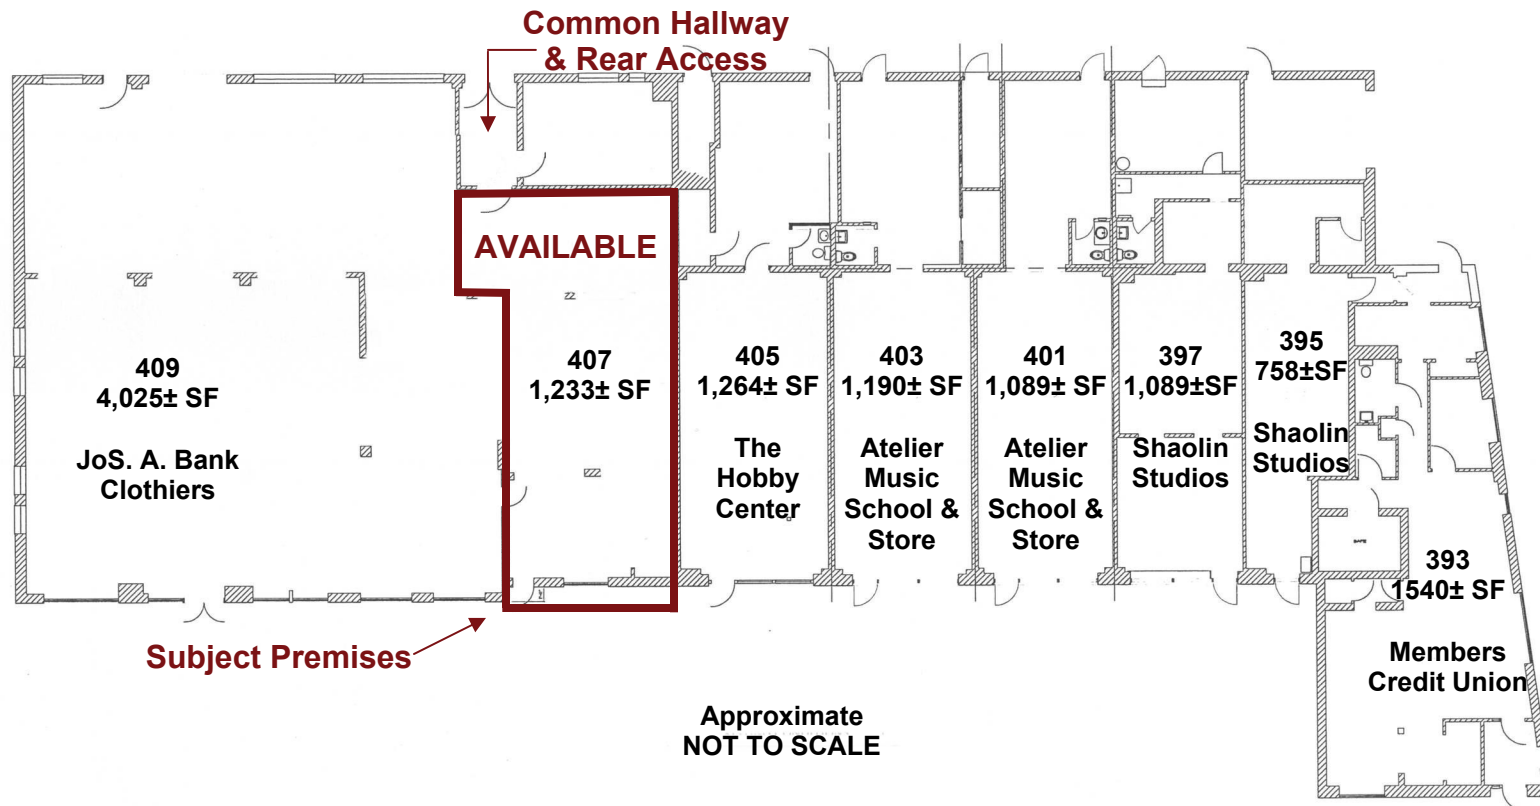 Common Hallway
& Rear Access
AVAILABLE
409
4,025± SF
JoS. A. Bank
Clothiers
407
1,233± SF
405
1,264± SF
The
Hobby
Center
403
1,190± SF
Atelier
Music
School &
Store
401
1,089± SF
Atelier
Music
School &
Store
397
1,089±SF
Shaolin
Studios
395
758±SF
Shaolin
Studios
393
1540± SF
Members
Credit Union
Subject Premises
Approximate
NOT TO SCALE